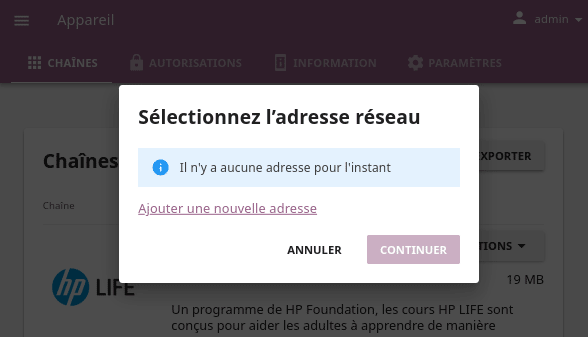 Appareil
admin
CHAÎNES
AUTORISATIONS
INFORMATION
PARAMÈTRES
Sélectionnez l’adresse réseau
Chaînes
Il n'y a aucune adresse pour l'instant
Chaîne
Ajouter une nouvelle adresse
ANNULER
CONTINUER
hp LIFE
19 MB
Un programme de HP Foundation, les cours HP LIFE sont
conçus pour aider les adultes à apprendre de manière